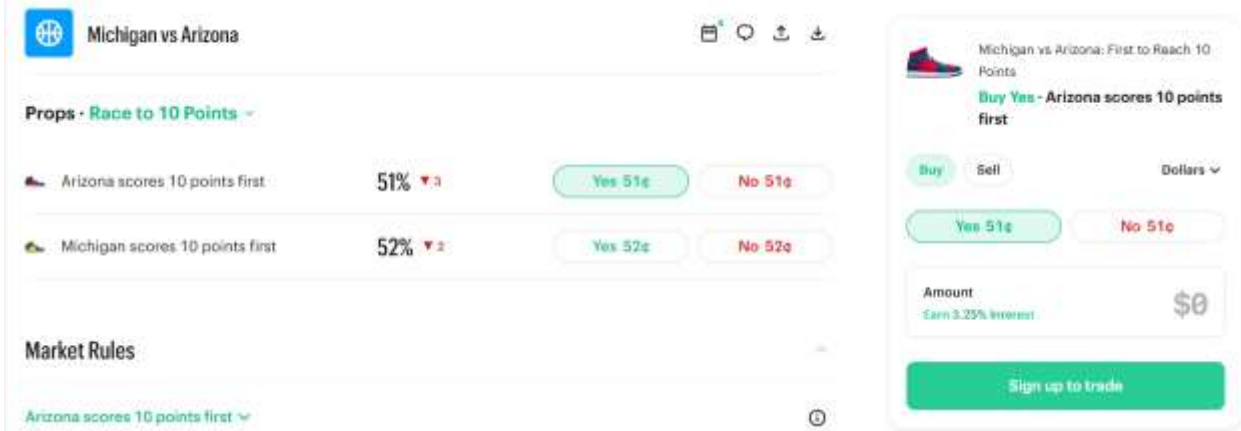 Michigan vs Arizona
Props · Race to 10 Points
Arizona scores 10 points first
51% ▼ 3
Yes 51¢
No 51¢
Michigan scores 10 points first
52% ▼ 2
Yes 52¢
No 52¢
Market Rules
Arizona scores 10 points first
Michigan vs Arizona: First to Reach 10
Points
Buy Yes · Arizona scores 10 points
first
Buy
Sell
Dollars
Yes 51¢
No 51¢
Amount
Earn 3.25% Interest
$0
Sign up to trade